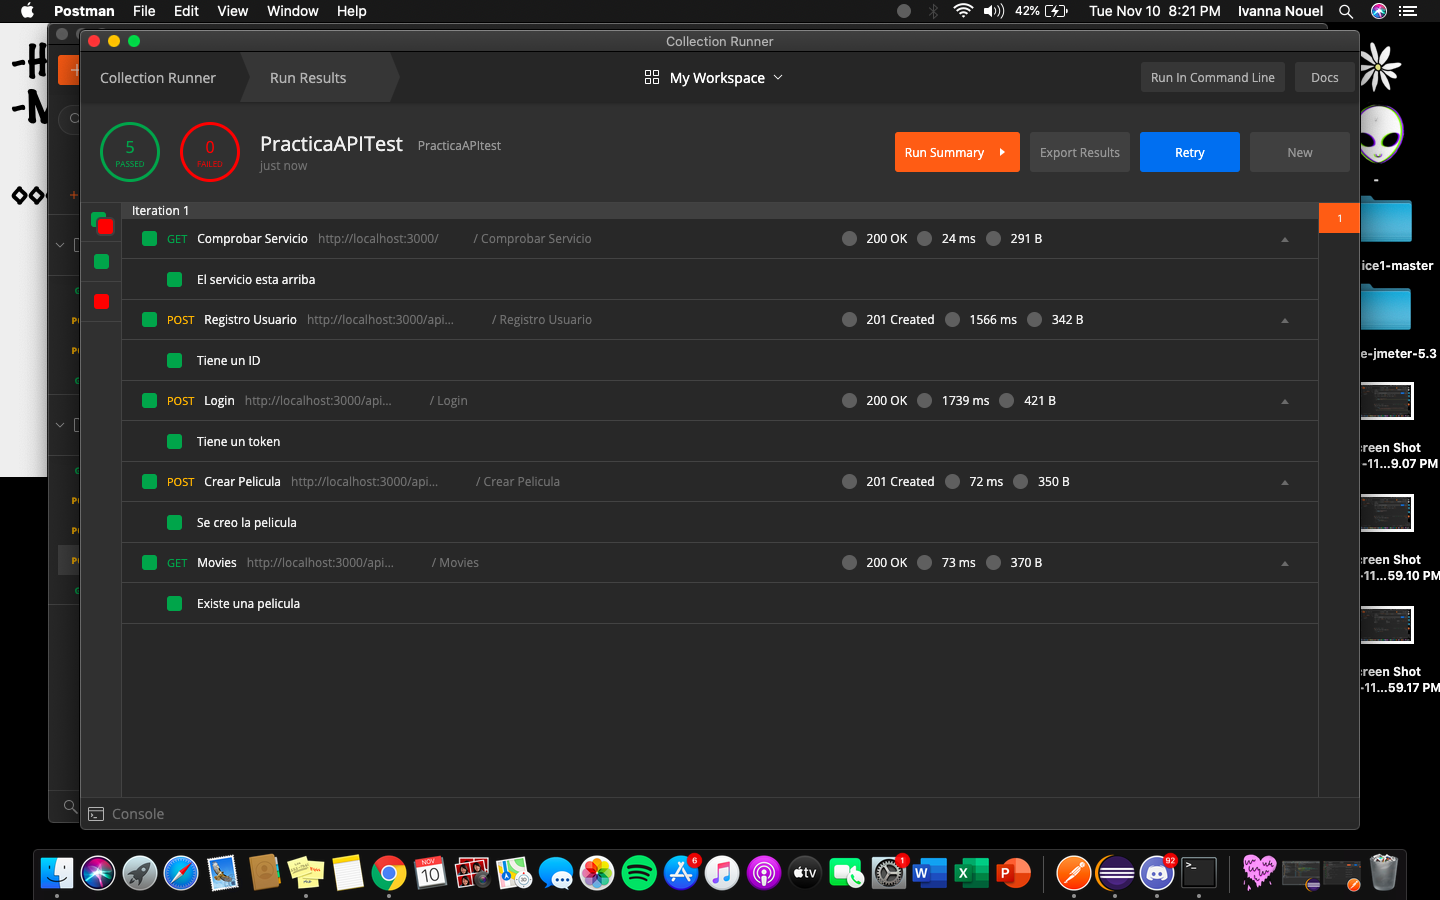 Postman File Edit View Window Help 42% Tue Nov 10 8:21 PM Ivanna Nouel
Collection Runner
Collection Runner Run Results My Workspace Run In Command Line Docs
5 PASSED
0 FAILED
PracticaAPITest PracticaAPItest
just now
Run Summary Export Results Retry New
Iteration 1
1
GET Comprobar Servicio http://localhost:3000/ / Comprobar Servicio 200 OK 24 ms 291 B
El servicio esta arriba
POST Registro Usuario http://localhost:3000/api... / Registro Usuario 201 Created 1566 ms 342 B
Tiene un ID
POST Login http://localhost:3000/api... / Login 200 OK 1739 ms 421 B
Tiene un token
POST Crear Pelicula http://localhost:3000/api... / Crear Pelicula 201 Created 72 ms 350 B
Se creo la pelicula
GET Movies http://localhost:3000/api... / Movies 200 OK 73 ms 370 B
Existe una pelicula
Console
-
ice1-master
e-jmeter-5.3
reen Shot
-11...9.07 PM
reen Shot
-11...59.10 PM
reen Shot
-11...59.17 PM
NOV
10
6
tv
1
W
X
P
92